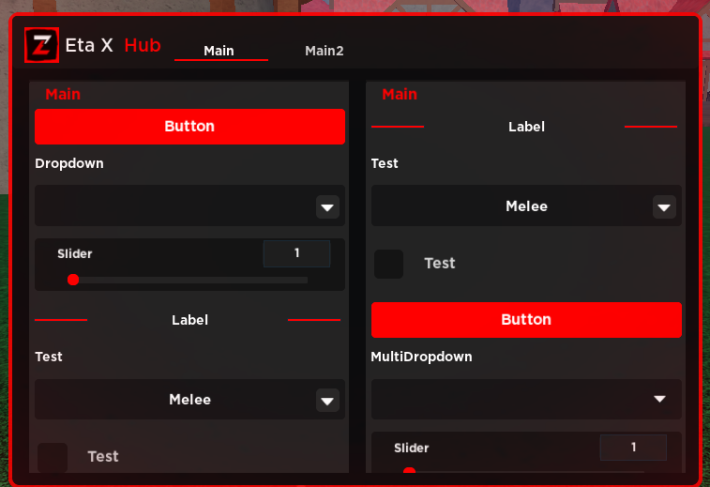 Z Eta X Hub Main Main2
Main
Button
Dropdown
Slider 1
Label
Test
Melee
Test
Main
Label
Test
Melee
Test
Button
MultiDropdown
Slider 1